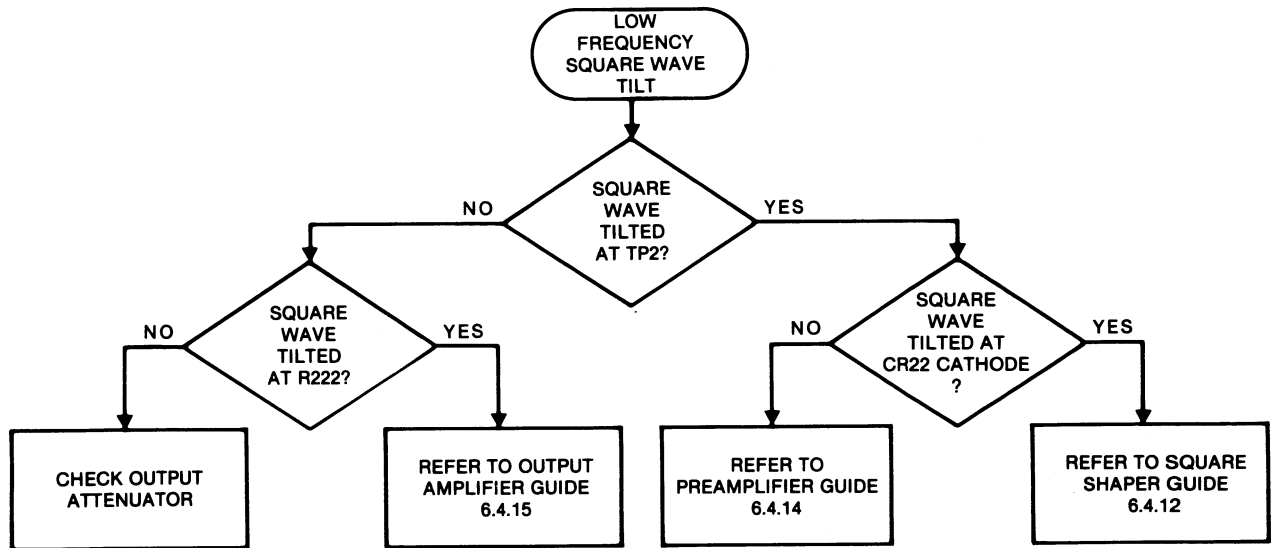 LOW
FREQUENCY
SQUARE WAVE
TILT
SQUARE
WAVE
TILTED
AT TP2?
NO
YES
SQUARE
WAVE
TILTED
AT R222?
NO
YES
SQUARE
WAVE
TILTED AT
CR22 CATHODE
?
NO
YES
CHECK OUTPUT
ATTENUATOR
REFER TO OUTPUT
AMPLIFIER GUIDE
6.4.15
REFER TO
PREAMPLIFIER GUIDE
6.4.14
REFER TO SQUARE
SHAPER GUIDE
6.4.12